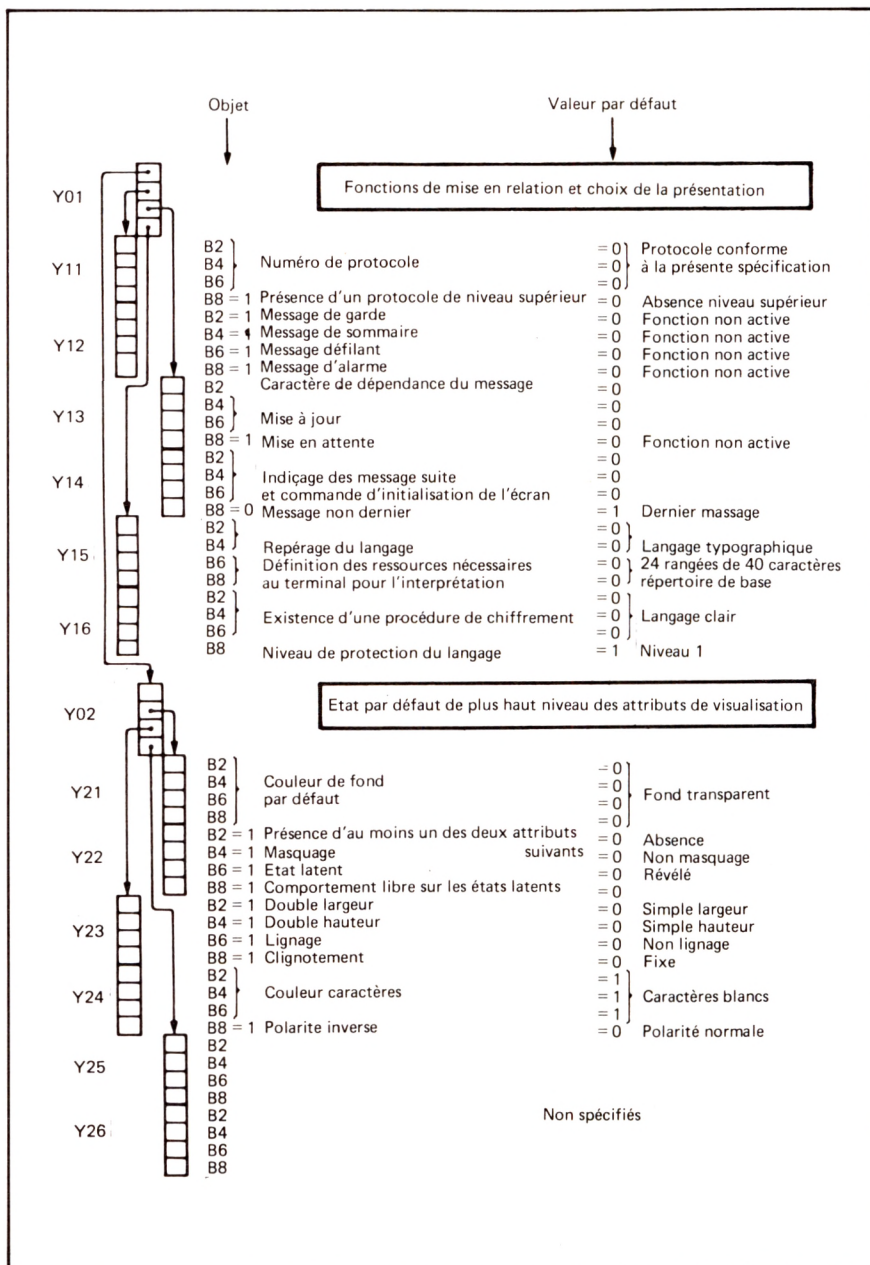 Objet Valeur par défaut
Fonctions de mise en relation et choix de la présentation
Y01
B2 = 0 Protocole conforme
Y11 B4 Numéro de protocole = 0 à la présente spécification
B6 = 0
B8 = 1 Présence d'un protocole de niveau supérieur = 0 Absence niveau supérieur
B2 = 1 Message de garde = 0 Fonction non active
Y12 B4 = Message de sommaire = 0 Fonction non active
B6 = 1 Message défilant = 0 Fonction non active
B8 = 1 Message d'alarme = 0 Fonction non active
B2 Caractère de dépendance du message = 0
Y13 B4 = 0
B6 Mise à jour = 0
B8 = 1 Mise en attente = 0 Fonction non active
B2 = 0
Y14 B4 Indiçage des message suite = 0
B6 et commande d'initialisation de l'écran = 0
B8 = 0 Message non dernier = 1 Dernier massage
B2 = 0
Y15 B4 Repérage du langage = 0 Langage typographique
B6 Définition des ressources nécessaires = 0 24 rangées de 40 caractères
B8 au terminal pour l'interprétation = 0 répertoire de base
B2 = 0
Y16 B4 Existence d'une procédure de chiffrement = 0 Langage clair
B6 = 0
B8 Niveau de protection du langage = 1 Niveau 1
Y02 Etat par défaut de plus haut niveau des attributs de visualisation
B2 = 0
Y21 B4 Couleur de fond = 0
B6 par défaut = 0 Fond transparent
B8 = 0
B2 = 1 Présence d'au moins un des deux attributs = 0 Absence
Y22 B4 = 1 Masquage suivants = 0 Non masquage
B6 = 1 Etat latent = 0 Révélé
B8 = 1 Comportement libre sur les états latents = 0
B2 = 1 Double largeur = 0 Simple largeur
Y23 B4 = 1 Double hauteur = 0 Simple hauteur
B6 = 1 Lignage = 0 Non lignage
B8 = 1 Clignotement = 0 Fixe
B2 = 1
Y24 B4 Couleur caractères = 1 Caractères blancs
B6 = 1
B8 = 1 Polarite inverse = 0 Polarité normale
B2
Y25 B4
B6
B8
B2 Non spécifiés
Y26 B4
B6
B8